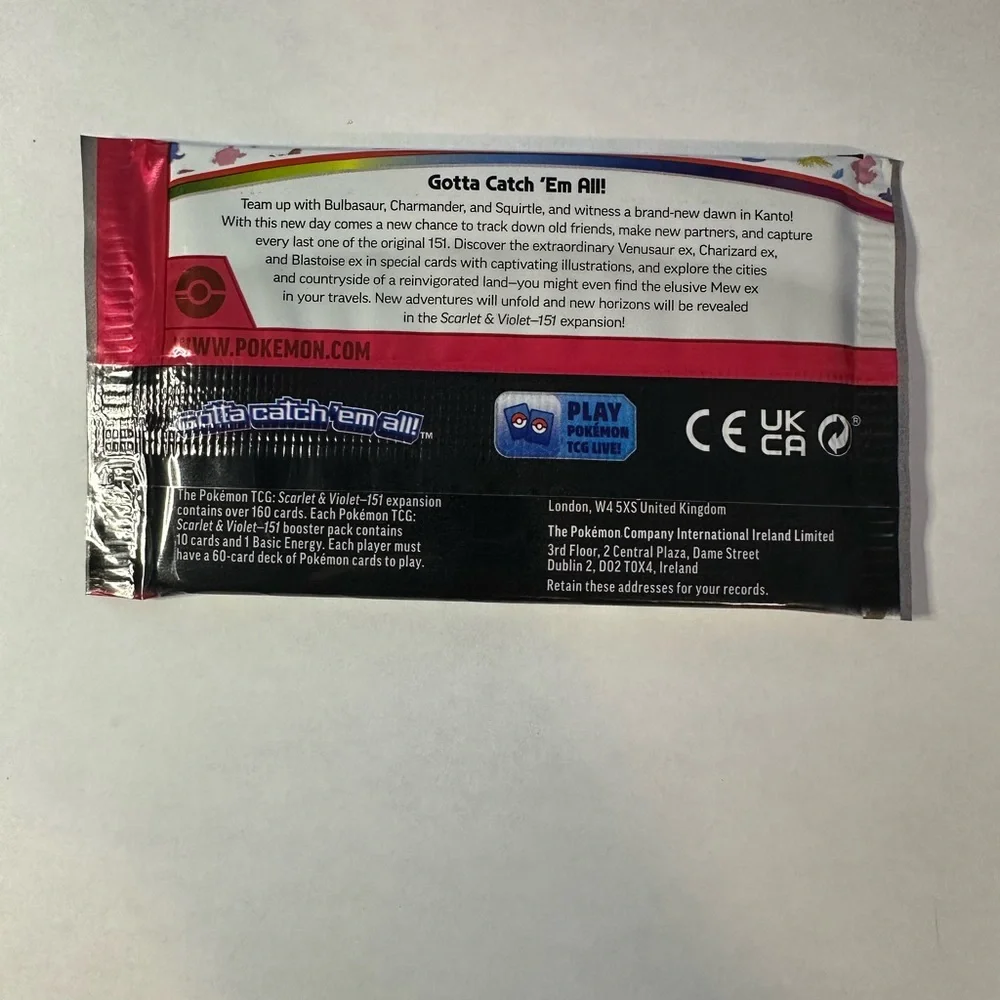 Gotta Catch 'Em All!
Team up with Bulbasaur, Charmander, and Squirtle, and witness a brand-new dawn in Kanto!
With this new day comes a new chance to track down old friends, make new partners, and capture
every last one of the original 151. Discover the extraordinary Venusaur ex, Charizard ex,
and Blastoise ex in special cards with captivating illustrations, and explore the cities
and countryside of a reinvigorated land—you might even find the elusive Mew ex
in your travels. New adventures will unfold and new horizons will be revealed
in the Scarlet & Violet–151 expansion!
WWW.POKEMON.COM
Gotta catch 'em all!™
PLAY
POKÉMON
TCG LIVE!
CE
UK
CA
®
The Pokémon TCG: Scarlet & Violet–151 expansion
contains over 160 cards. Each Pokémon TCG:
Scarlet & Violet–151 booster pack contains
10 cards and 1 Basic Energy. Each player must
have a 60-card deck of Pokémon cards to play.
London, W4 5XS United Kingdom
The Pokémon Company International Ireland Limited
3rd Floor, 2 Central Plaza, Dame Street
Dublin 2, D02 T0X4, Ireland
Retain these addresses for your records.